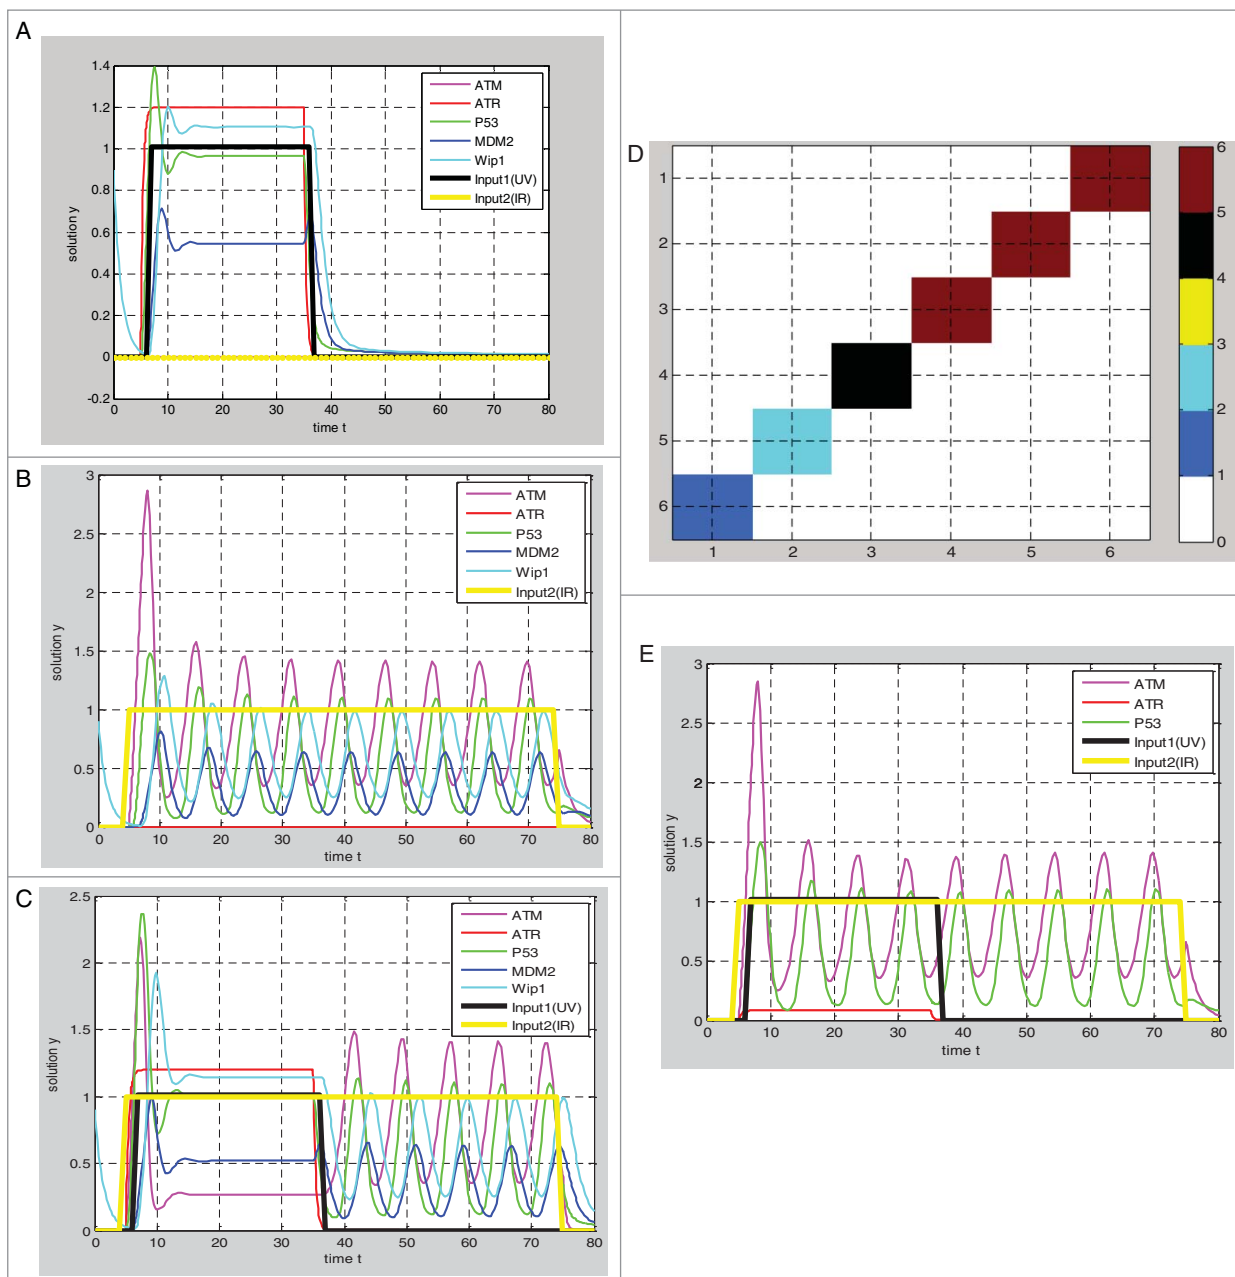 A
1.4
1.2
1
0.8
0.6
0.4
0.2
0
-0.2
solution y
0 10 20 30 40 50 60 70 80
time t
ATM
ATR
P53
MDM2
Wip1
Input1(UV)
Input2(IR)
B
3
2.5
2
1.5
1
0.5
0
solution y
0 10 20 30 40 50 60 70 80
time t
ATM
ATR
P53
MDM2
Wip1
Input2(IR)
C
2.5
2
1.5
1
0.5
0
solution y
0 10 20 30 40 50 60 70 80
time t
ATM
ATR
P53
MDM2
Wip1
Input1(UV)
Input2(IR)
D
1
2
3
4
5
6
1 2 3 4 5 6
6
5
4
3
2
1
0
E
3
2.5
2
1.5
1
0.5
0
solution y
0 10 20 30 40 50 60 70 80
time t
ATM
ATR
P53
Input1(UV)
Input2(IR)